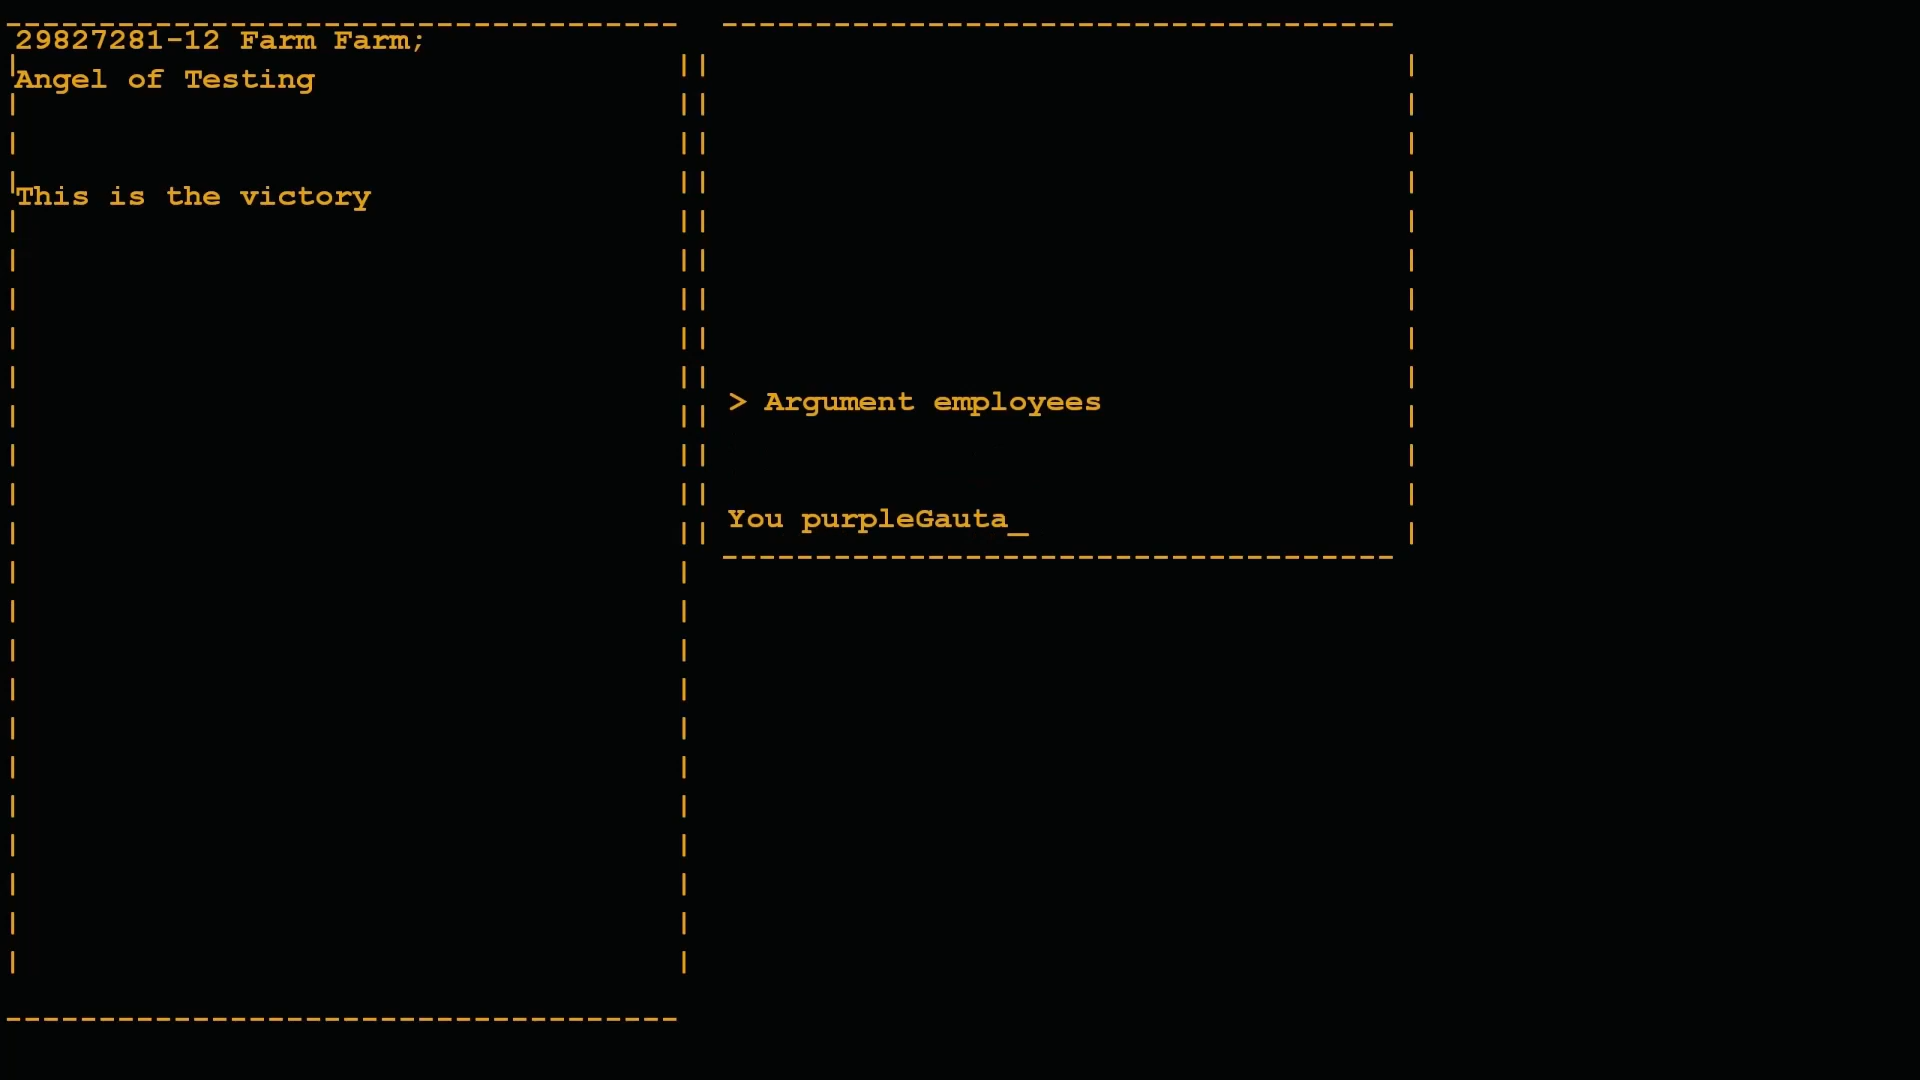 29827281-12 Farm Farm;
Angel of Testing
This is the victory
> Argument employees
You purpleGauta_